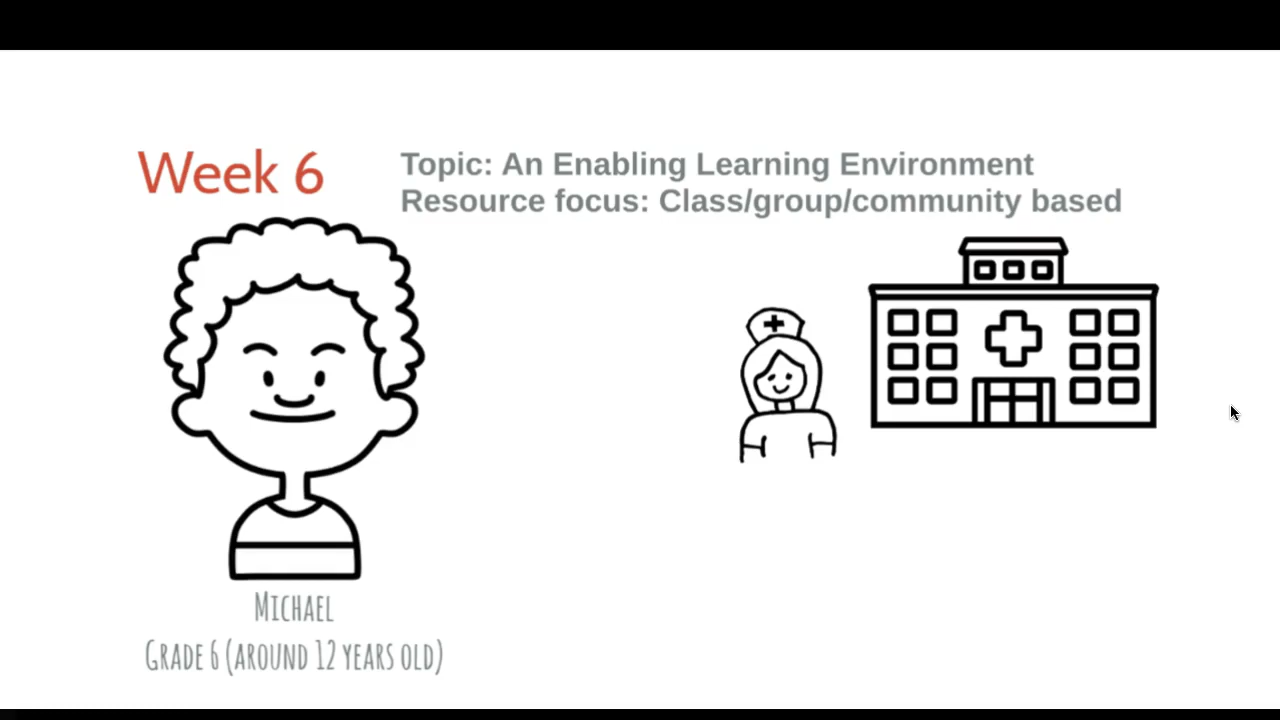 Week 6
Topic: An Enabling Learning Environment
Resource focus: Class/group/community based
Michael
Grade 6 (around 12 years old)